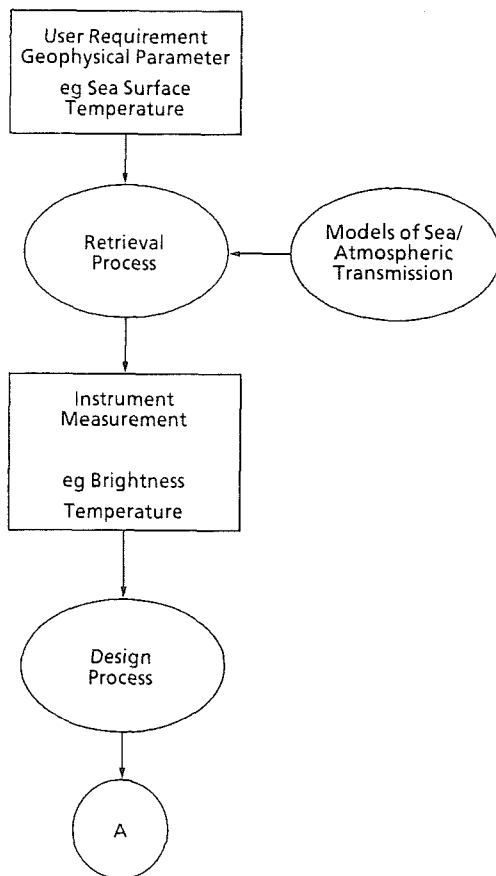 User Requirement
Geophysical Parameter
eg Sea Surface
Temperature
Retrieval
Process
Models of Sea/
Atmospheric
Transmission
Instrument
Measurement
eg Brightness
Temperature
Design
Process
A